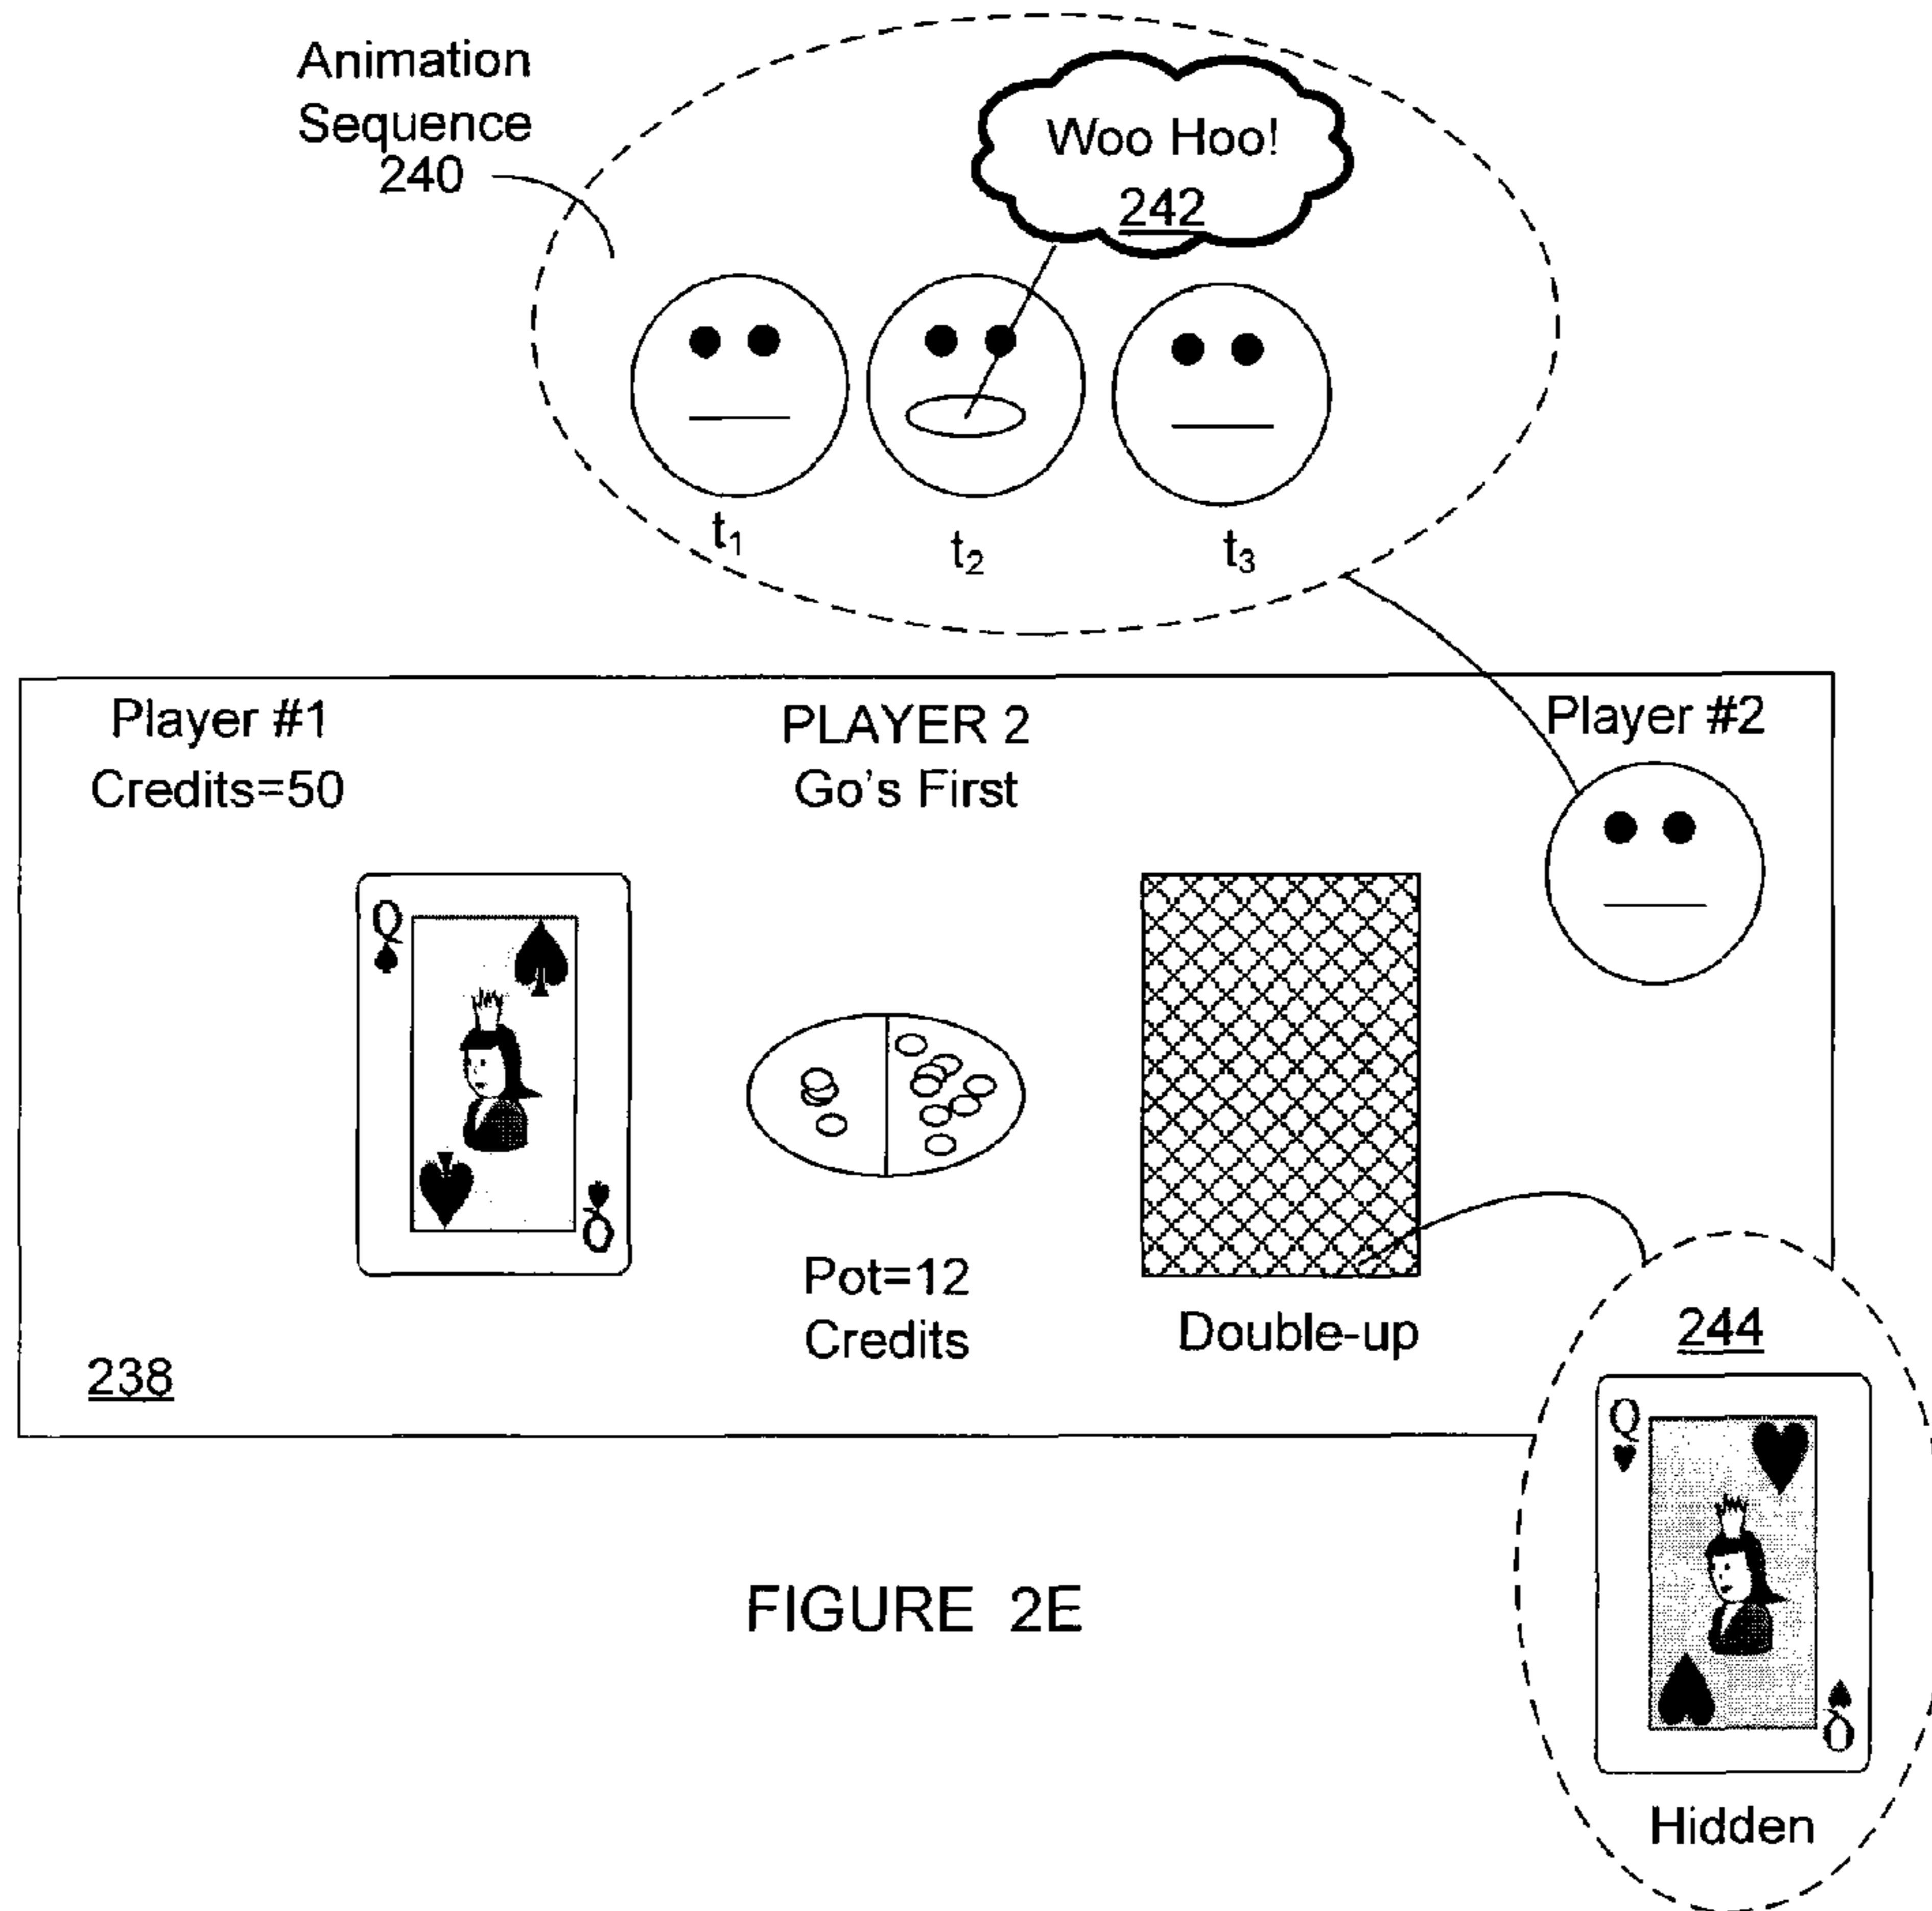 Animation
Sequence
240
Woo Hoo!
242
t1
t2
t3
Player #1
Credits=50
PLAYER 2
Go's First
Player #2
Q
Q
Pot=12
Credits
Double-up
238
244
Q
Q
Hidden
FIGURE 2E